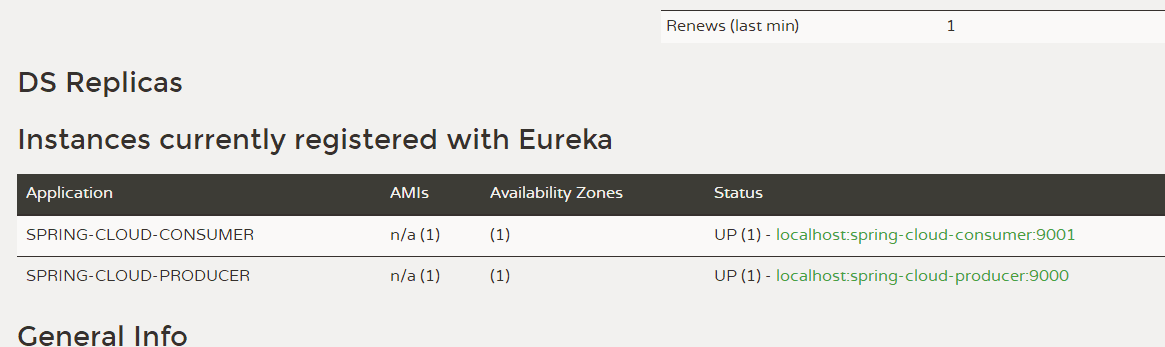 Renews (last min) 1
DS Replicas
Instances currently registered with Eureka
Application AMIs Availability Zones Status
SPRING-CLOUD-CONSUMER n/a (1) (1) UP (1) - localhost:spring-cloud-consumer:9001
SPRING-CLOUD-PRODUCER n/a (1) (1) UP (1) - localhost:spring-cloud-producer:9000
General Info